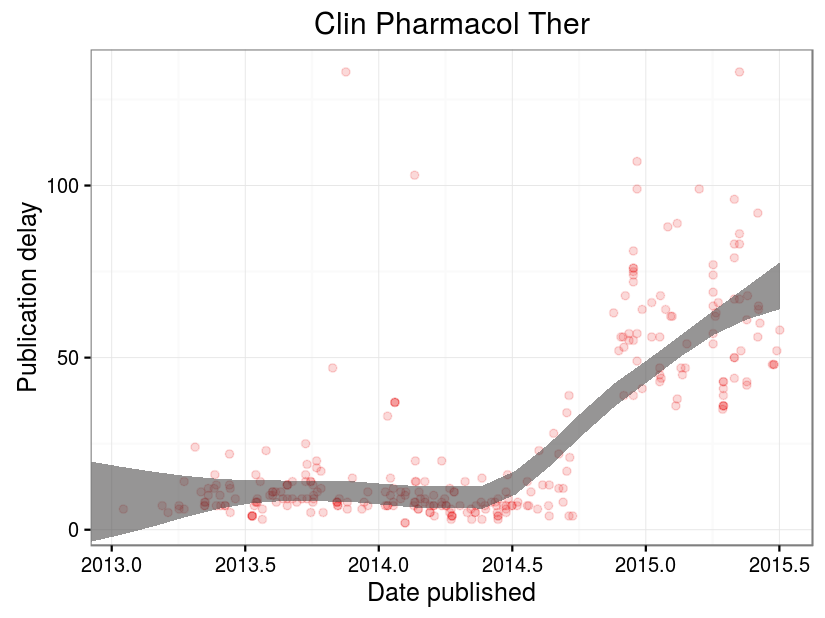 Clin Pharmacol Ther
Publication delay
100
50
0
2013.0 2013.5 2014.0 2014.5 2015.0 2015.5
Date published